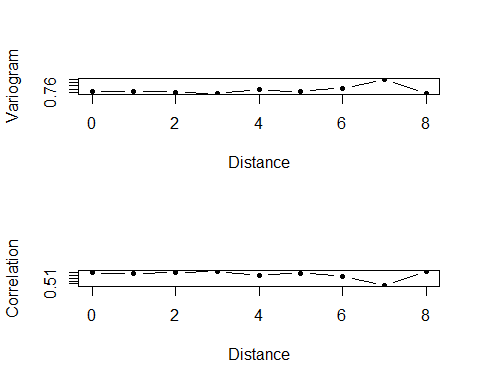 Variogram
0.76
0 2 4 6 8
Distance
Correlation
0.51
0 2 4 6 8
Distance